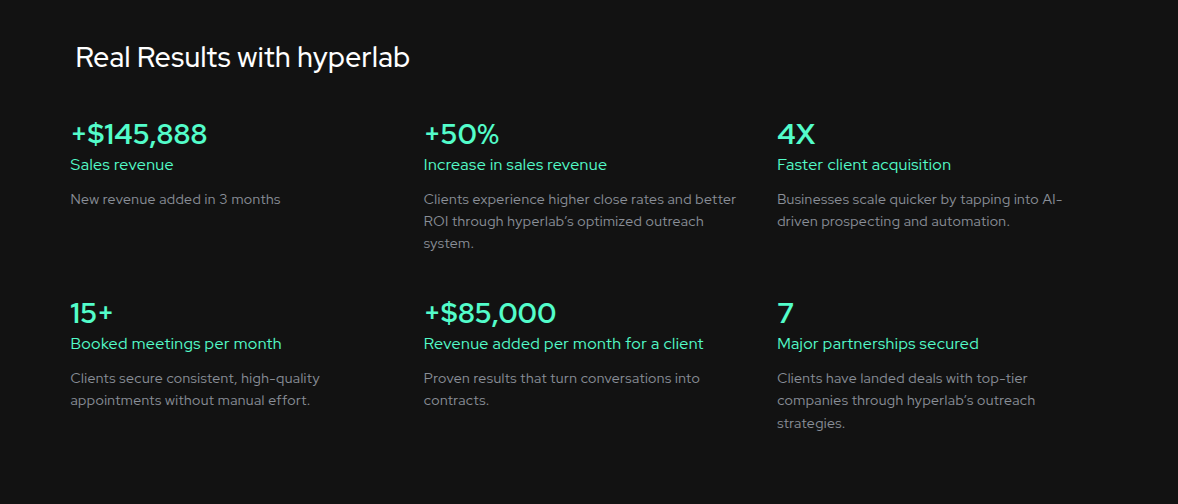 Real Results with hyperlab
+$145,888
Sales revenue
New revenue added in 3 months
+50%
Increase in sales revenue
Clients experience higher close rates and better
ROI through hyperlab's optimized outreach
system.
4X
Faster client acquisition
Businesses scale quicker by tapping into AI-
driven prospecting and automation.
15+
Booked meetings per month
Clients secure consistent, high-quality
appointments without manual effort.
+$85,000
Revenue added per month for a client
Proven results that turn conversations into
contracts.
7
Major partnerships secured
Clients have landed deals with top-tier
companies through hyperlab's outreach
strategies.